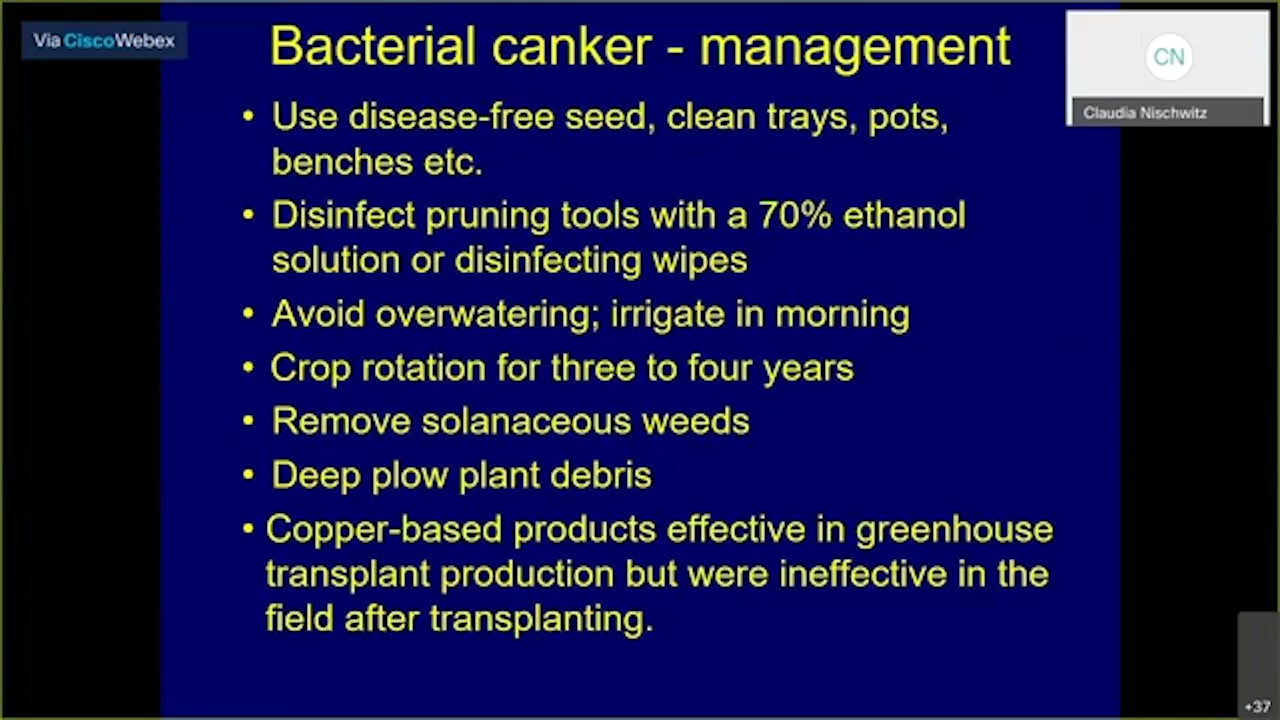 Via CiscoWebex
Bacterial canker - management
CN
Claudia Nischwitz
• Use disease-free seed, clean trays, pots,
benches etc.
• Disinfect pruning tools with a 70% ethanol
solution or disinfecting wipes
• Avoid overwatering; irrigate in morning
• Crop rotation for three to four years
• Remove solanaceous weeds
• Deep plow plant debris
• Copper-based products effective in greenhouse
transplant production but were ineffective in the
field after transplanting.
+37